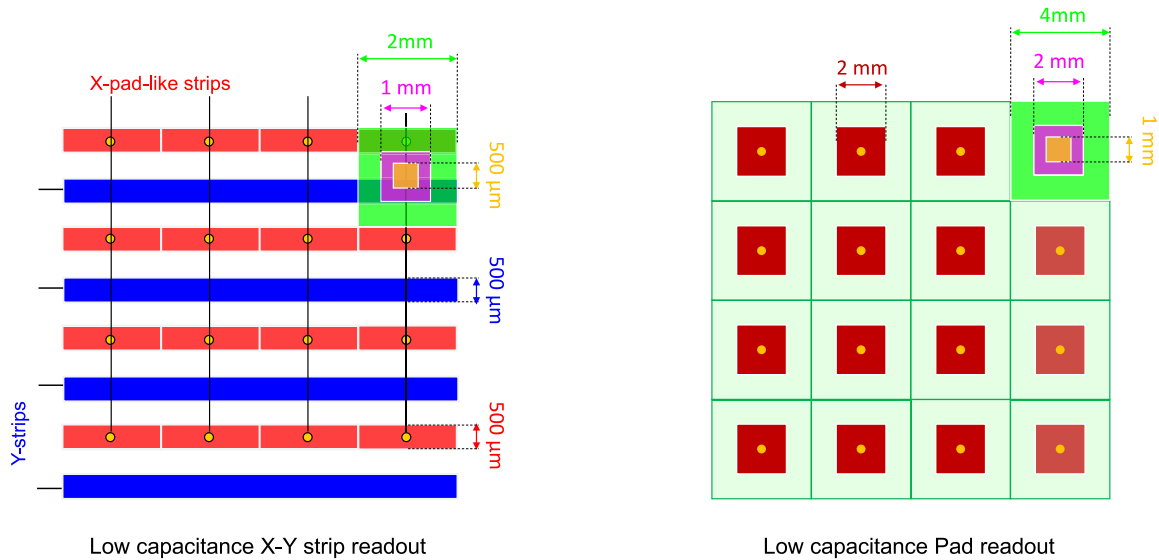 2mm
1 mm
X-pad-like strips
500 µm
500 µm
500 µm
Y-strips
Low capacitance X-Y strip readout
4mm
2 mm
2 mm
1 mm
Low capacitance Pad readout